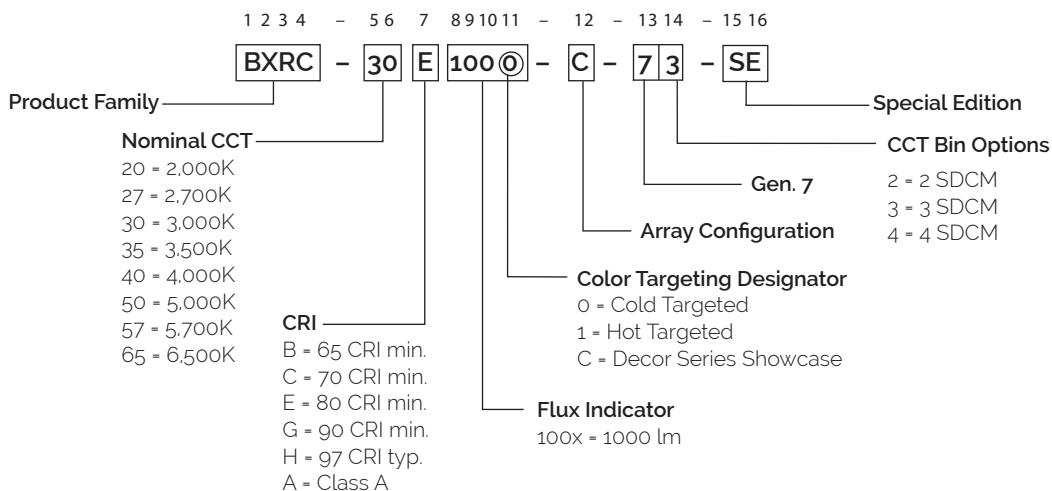 1 2 3 4 – 5 6 7 8 9 10 11 – 12 – 13 14 – 15 16
BXRC – 30 E 100 0 – C – 7 3 – SE
Product Family
Special Edition
Nominal CCT
20 = 2,000K
27 = 2,700K
30 = 3,000K
35 = 3,500K
40 = 4,000K
50 = 5,000K
57 = 5,700K
65 = 6,500K
CCT Bin Options
2 = 2 SDCM
3 = 3 SDCM
4 = 4 SDCM
Gen. 7
Array Configuration
Color Targeting Designator
0 = Cold Targeted
1 = Hot Targeted
C = Decor Series Showcase
CRI
B = 65 CRI min.
C = 70 CRI min.
E = 80 CRI min.
G = 90 CRI min.
H = 97 CRI typ.
A = Class A
Flux Indicator
100x = 1000 lm